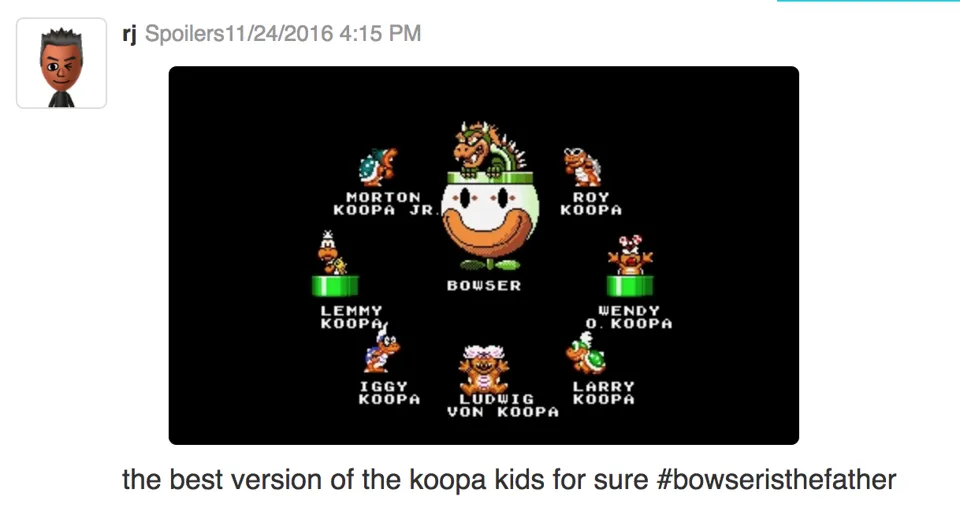 rj Spoilers11/24/2016 4:15 PM
MORTON
KOOPA JR.
ROY
KOOPA
BOWSER
LEMMY
KOOPA
WENDY
O. KOOPA
IGGY
KOOPA
LUDWIG
VON KOOPA
LARRY
KOOPA
the best version of the koopa kids for sure #bowseristhefather